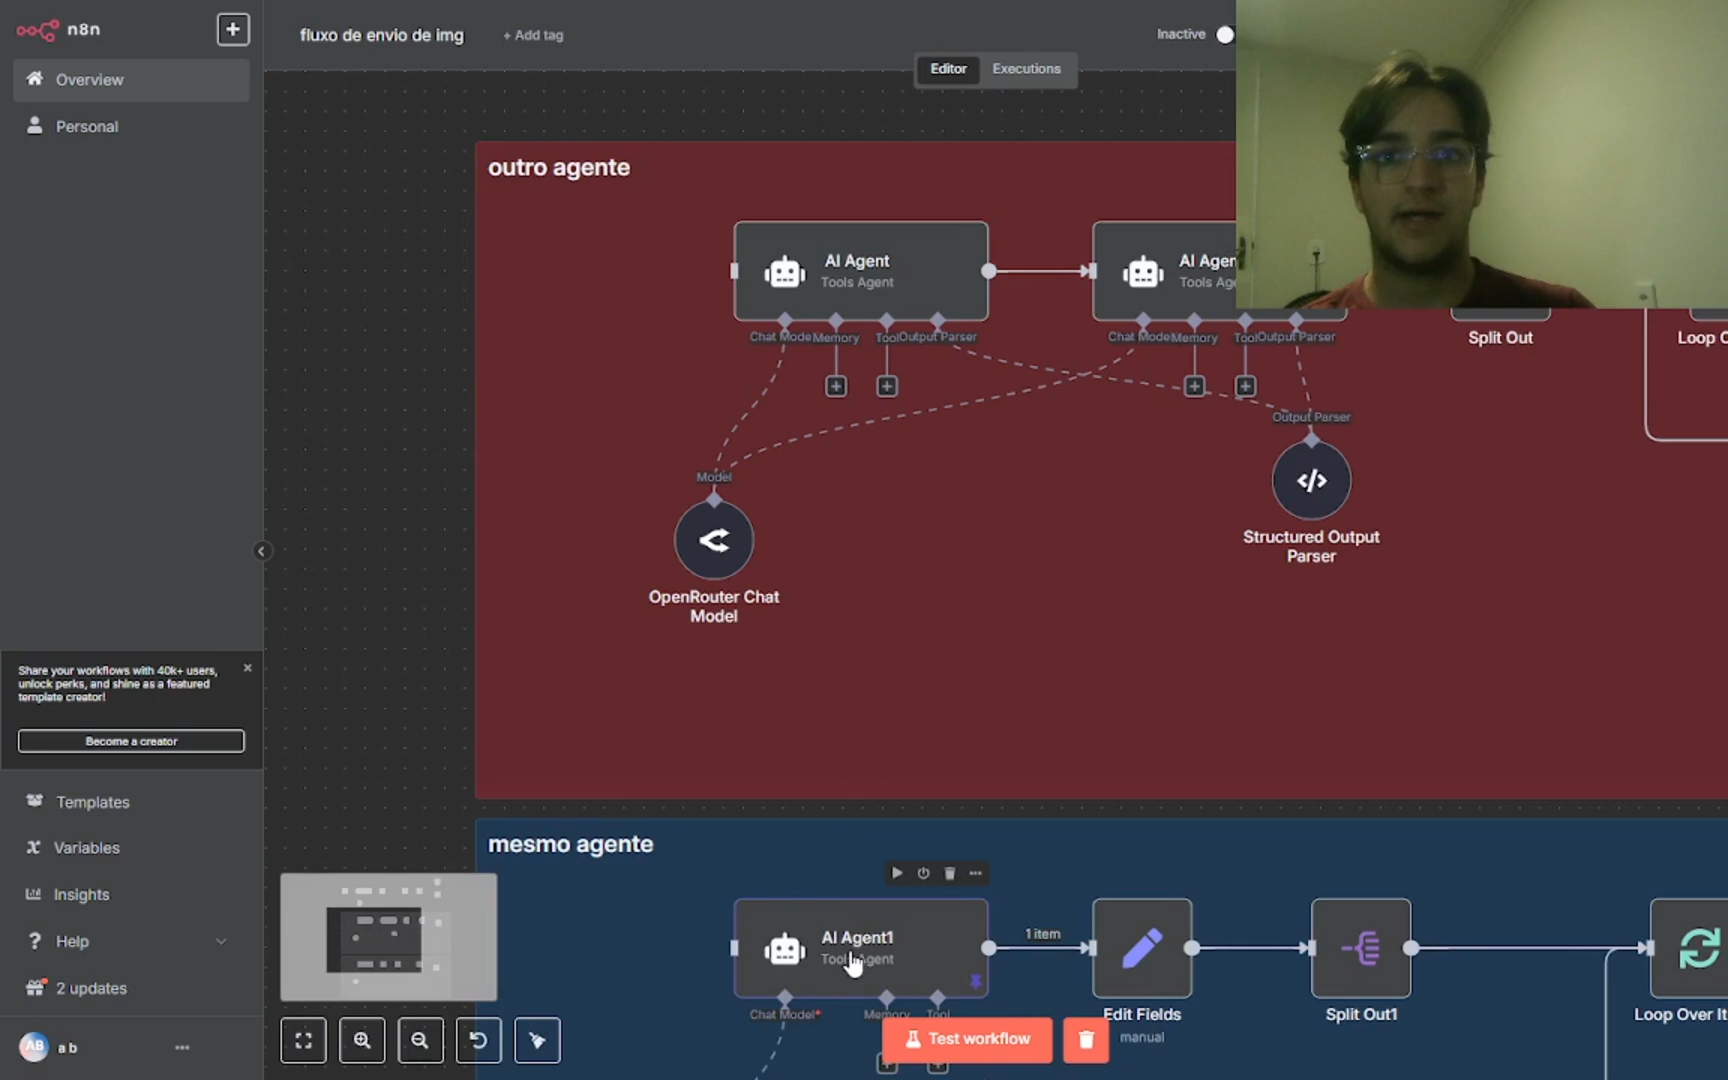 n8n
+
Overview
Personal
Share your workflows with 40k+ users,
unlock perks, and shine as a featured
template creator!
Become a creator
Templates
Variables
Insights
Help
2 updates
AB
a b
fluxo de envio de img
+ Add tag
Inactive
Editor
Executions
outro agente
AI Agent
Tools Agent
Chat Mode
Memory
Tool
Output Parser
AI Agen
Tools Age
Chat Mode
Memory
Tool
Output Parser
Split Out
Loop O
Output Parser
Structured Output
Parser
Model
OpenRouter Chat
Model
mesmo agente
AI Agent1
Tools Agent
Chat Model*
Memory
Tool
1 item
Edit Fields
manual
Split Out1
Loop Over It
Test workflow